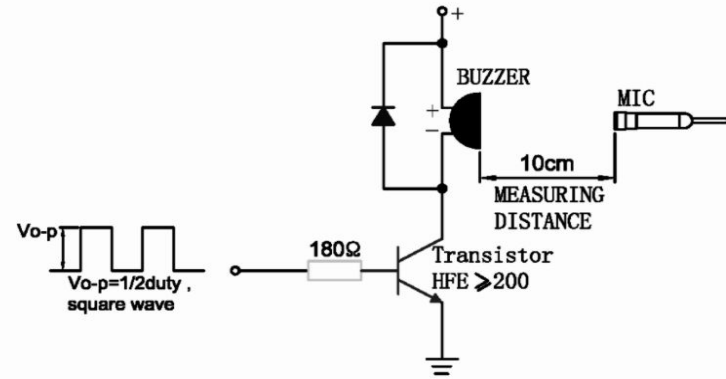 +
BUZZER
+
−
MIC
10cm
MEASURING
DISTANCE
Vo-p
180Ω
Transistor
HFE ⩾200
Vo-p=1/2duty ,
square wave